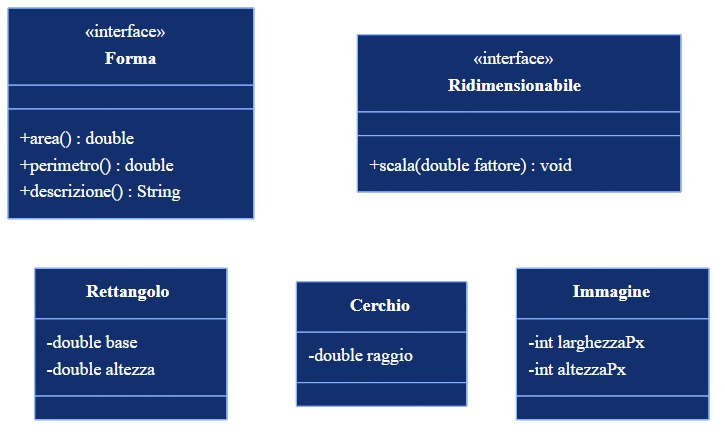 «interface»
Forma
+area() : double
+perimetro() : double
+descrizione() : String
«interface»
Ridimensionabile
+scala(double fattore) : void
Rettangolo
-double base
-double altezza
Cerchio
-double raggio
Immagine
-int larghezzaPx
-int altezzaPx